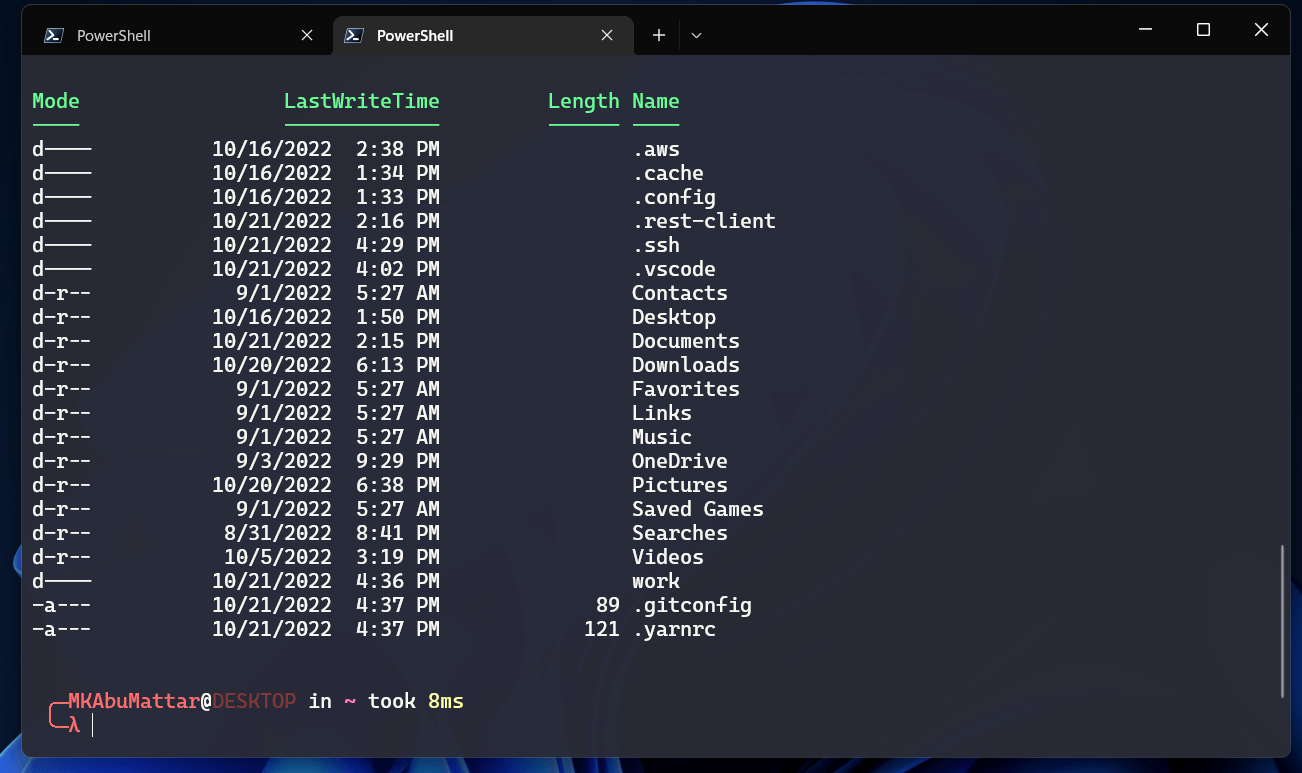 PowerShell PowerShell
Mode LastWriteTime Length Name
d---- 10/16/2022 2:38 PM .aws
d---- 10/16/2022 1:34 PM .cache
d---- 10/16/2022 1:33 PM .config
d---- 10/21/2022 2:16 PM .rest-client
d---- 10/21/2022 4:29 PM .ssh
d---- 10/21/2022 4:02 PM .vscode
d-r-- 9/1/2022 5:27 AM Contacts
d-r-- 10/16/2022 1:50 PM Desktop
d-r-- 10/21/2022 2:15 PM Documents
d-r-- 10/20/2022 6:13 PM Downloads
d-r-- 9/1/2022 5:27 AM Favorites
d-r-- 9/1/2022 5:27 AM Links
d-r-- 9/1/2022 5:27 AM Music
d-r-- 9/3/2022 9:29 PM OneDrive
d-r-- 10/20/2022 6:38 PM Pictures
d-r-- 9/1/2022 5:27 AM Saved Games
d-r-- 8/31/2022 8:41 PM Searches
d-r-- 10/5/2022 3:19 PM Videos
d---- 10/21/2022 4:36 PM work
-a--- 10/21/2022 4:37 PM 89 .gitconfig
-a--- 10/21/2022 4:37 PM 121 .yarnrc
MKAbuMattar@DESKTOP in ~ took 8ms
λ